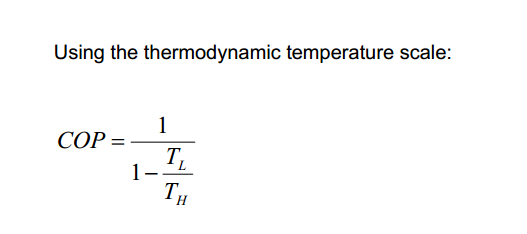 Using the thermodynamic temperature scale:
COP = 1 / (1 − T_L / T_H)